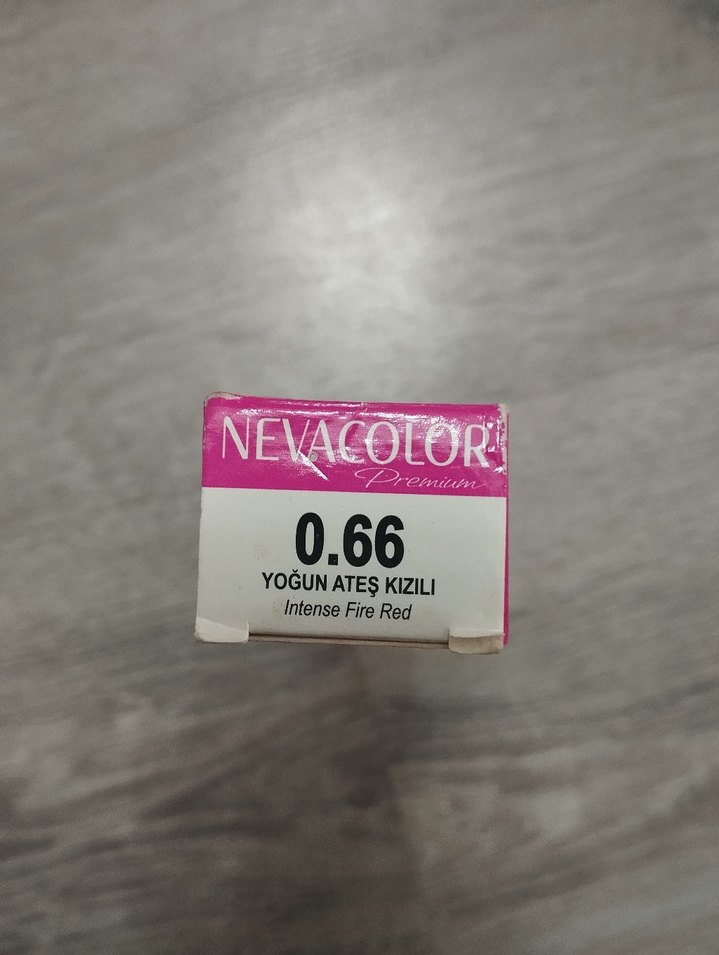 NEVACOLOR
Premium
0.66
YOĞUN ATEŞ KIZILI
Intense Fire Red